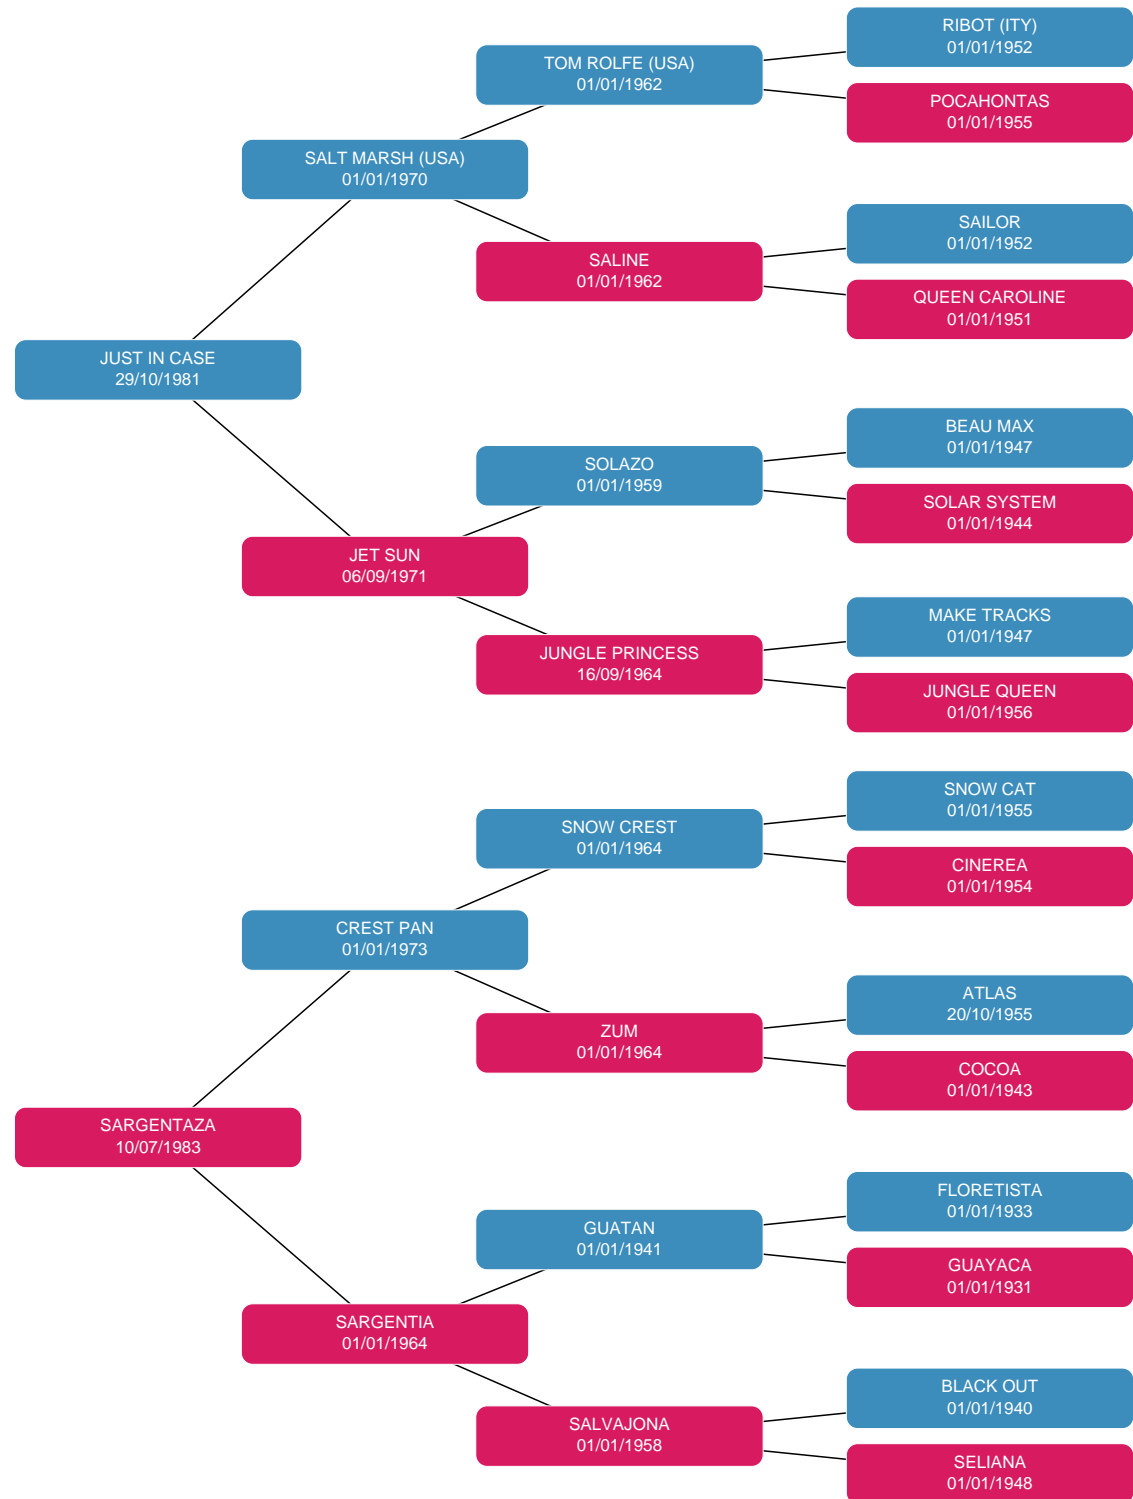 RIBOT (ITY)
01/01/1952
TOM ROLFE (USA)
01/01/1962
POCAHONTAS
01/01/1955
SALT MARSH (USA)
01/01/1970
SAILOR
01/01/1952
SALINE
01/01/1962
QUEEN CAROLINE
01/01/1951
JUST IN CASE
29/10/1981
BEAU MAX
01/01/1947
SOLAZO
01/01/1959
SOLAR SYSTEM
01/01/1944
JET SUN
06/09/1971
MAKE TRACKS
01/01/1947
JUNGLE PRINCESS
16/09/1964
JUNGLE QUEEN
01/01/1956
SNOW CAT
01/01/1955
SNOW CREST
01/01/1964
CINEREA
01/01/1954
CREST PAN
01/01/1973
ATLAS
20/10/1955
ZUM
01/01/1964
COCOA
01/01/1943
SARGENTAZA
10/07/1983
FLORETISTA
01/01/1933
GUATAN
01/01/1941
GUAYACA
01/01/1931
SARGENTIA
01/01/1964
BLACK OUT
01/01/1940
SALVAJONA
01/01/1958
SELIANA
01/01/1948